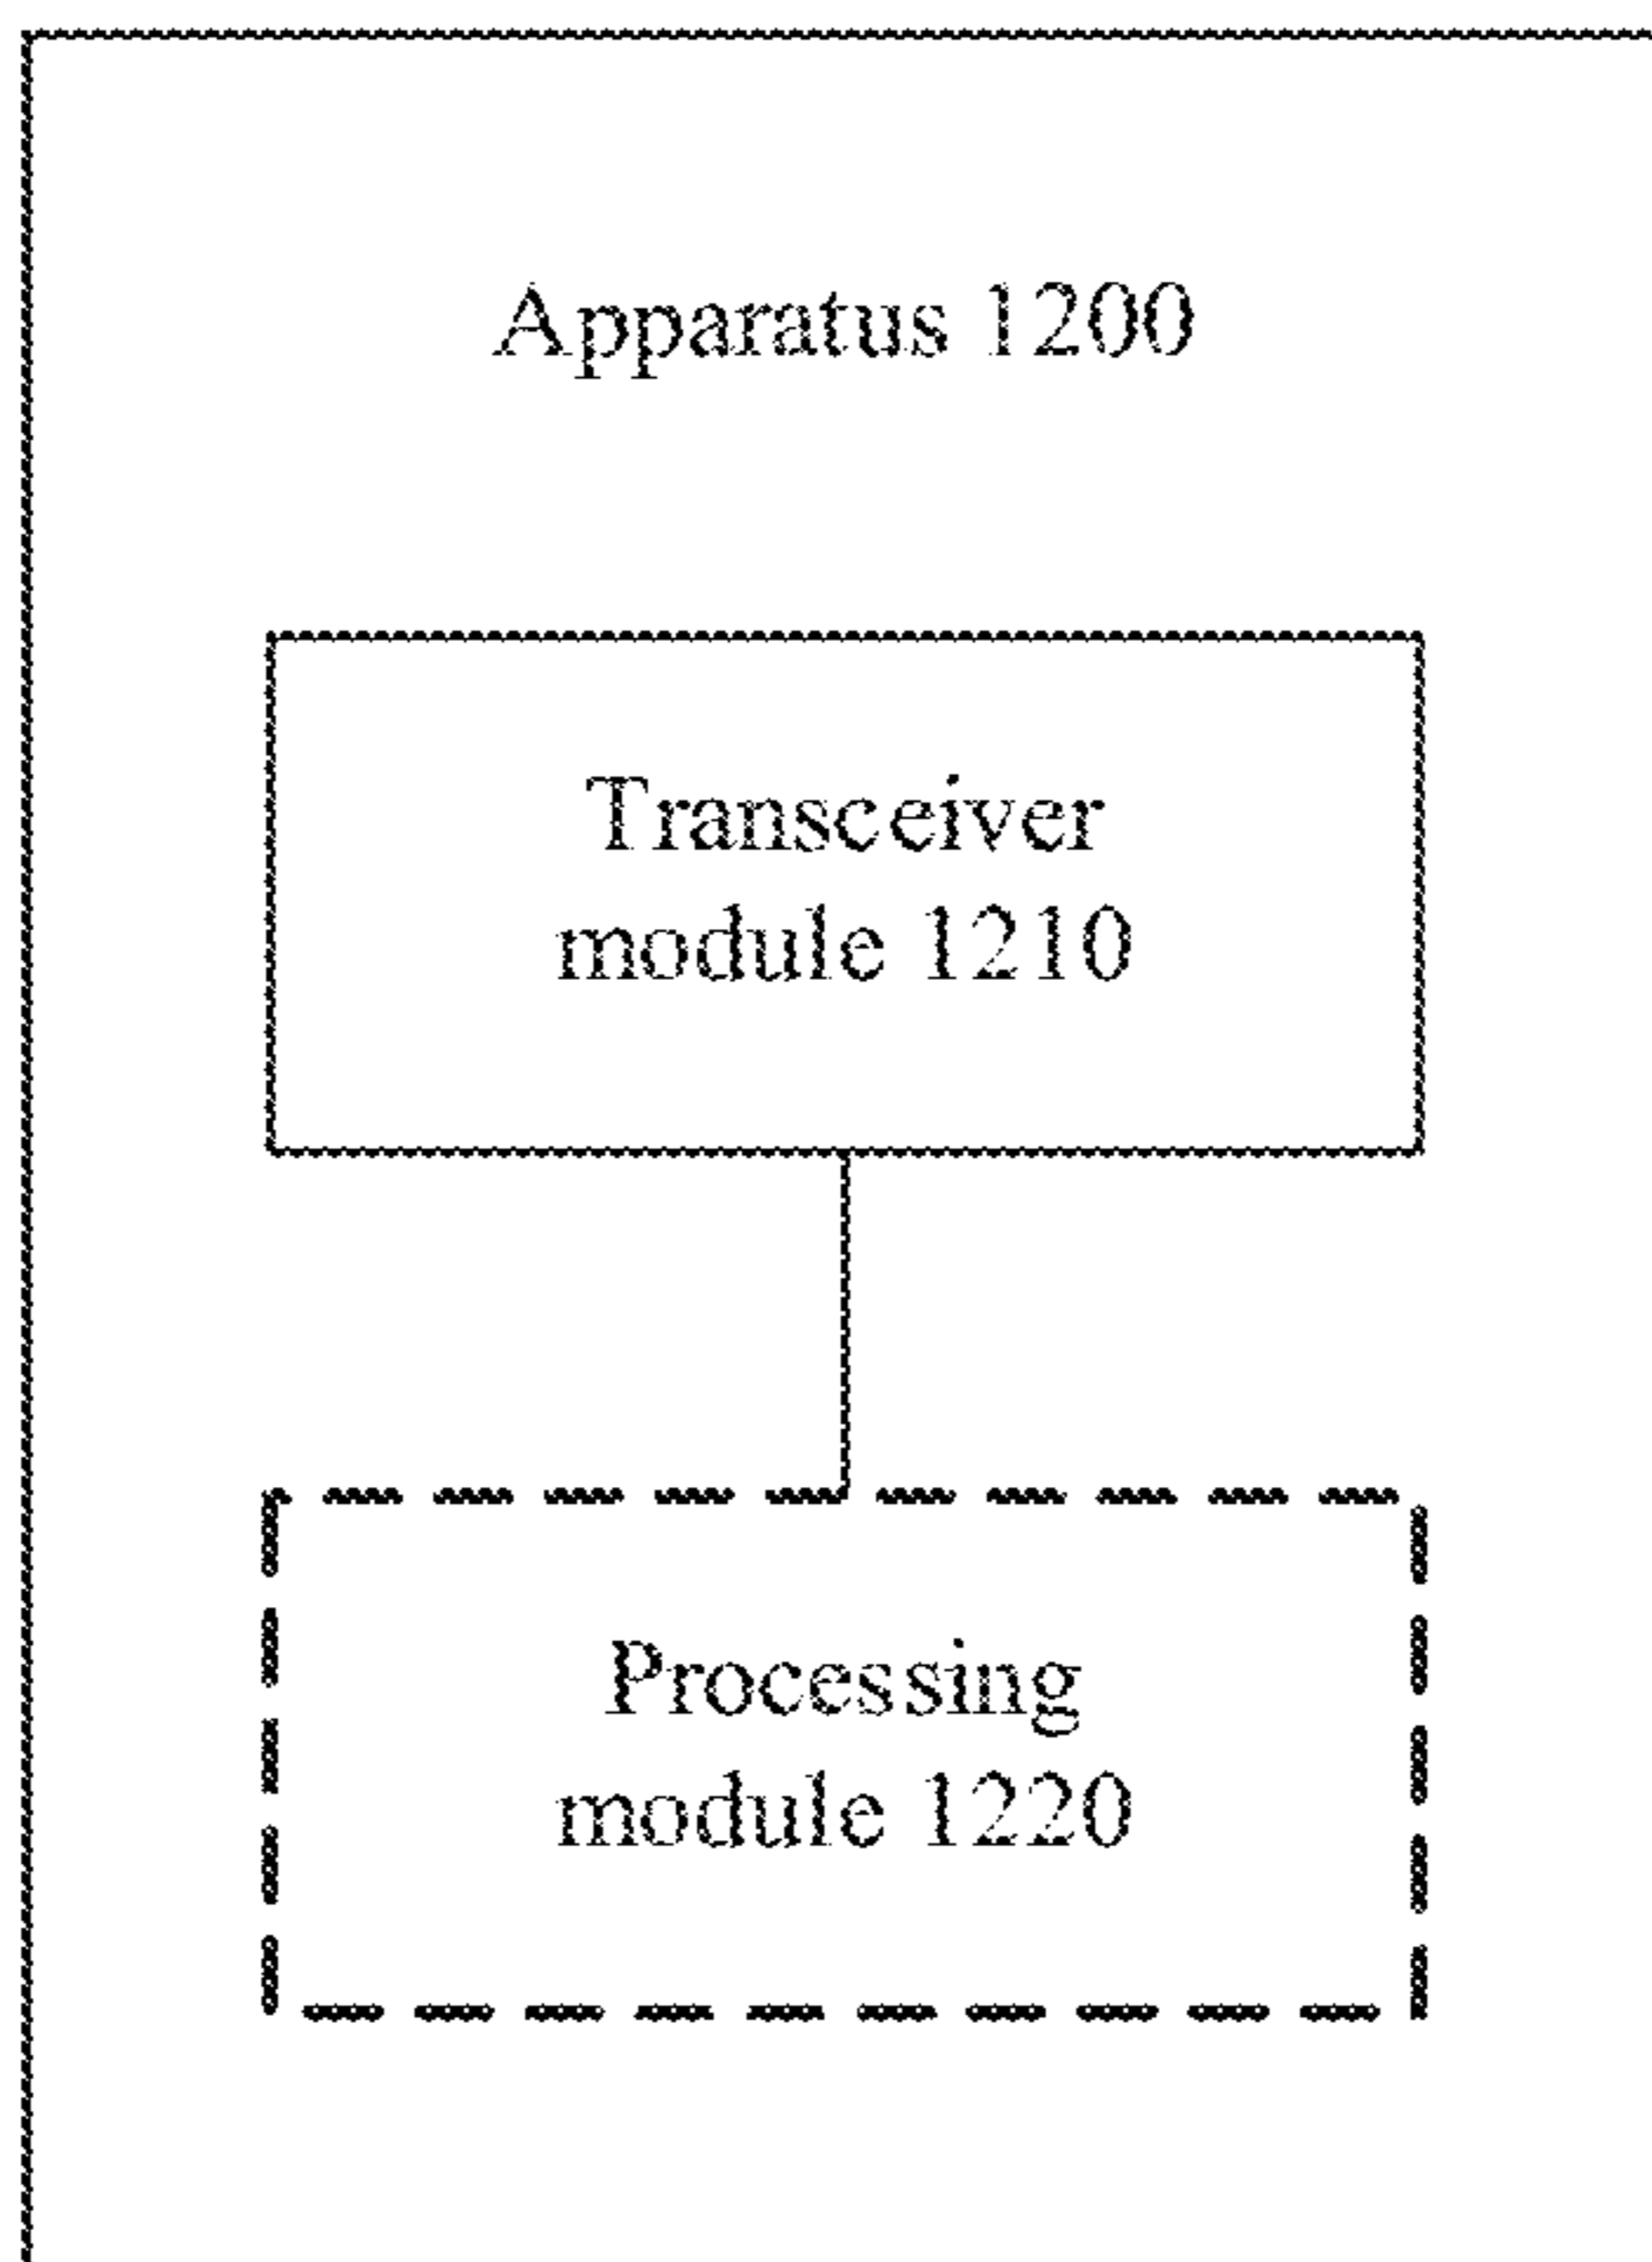 Apparatus 1200
Transceiver
module 1210
Processing
module 1220